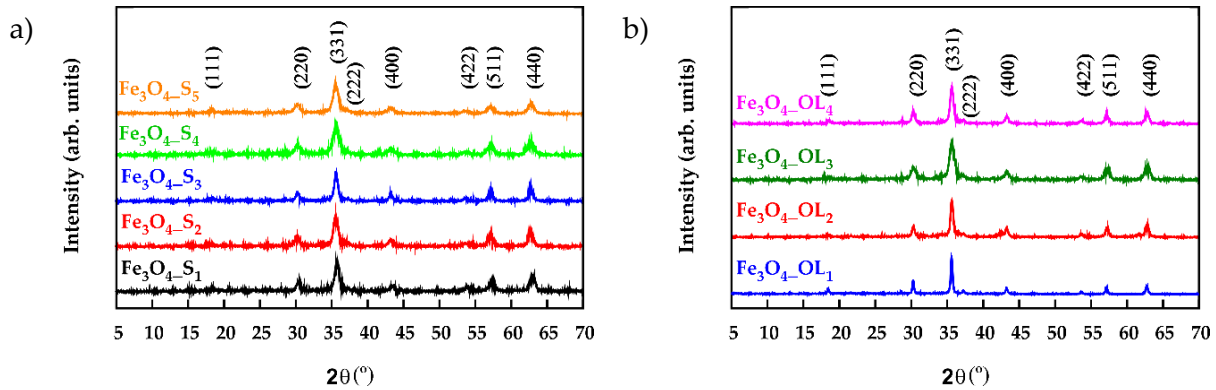 a)
Intensity (arb. units)
(111)
(220)
(331)
(222)
(400)
(422)
(511)
(440)
Fe₃O₄_S₅
Fe₃O₄_S₄
Fe₃O₄_S₃
Fe₃O₄_S₂
Fe₃O₄_S₁
5 10 15 20 25 30 35 40 45 50 55 60 65 70
2θ(º)
b)
Intensity (arb. units)
(111)
(220)
(331)
(222)
(400)
(422)
(511)
(440)
Fe₃O₄_OL₄
Fe₃O₄_OL₃
Fe₃O₄_OL₂
Fe₃O₄_OL₁
5 10 15 20 25 30 35 40 45 50 55 60 65 70
2θ(º)